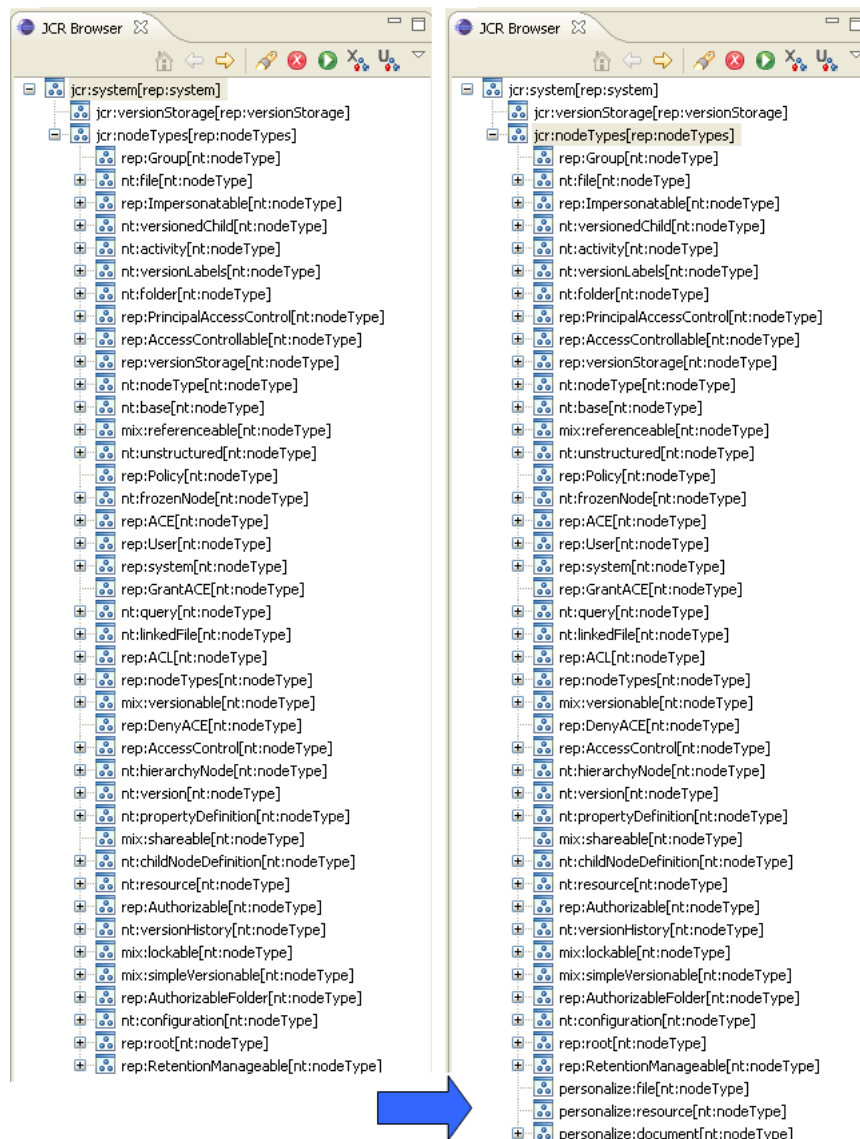 JCR Browser
jcr:system[rep:system]
jcr:versionStorage[rep:versionStorage]
jcr:nodeTypes[rep:nodeTypes]
rep:Group[nt:nodeType]
nt:file[nt:nodeType]
rep:Impersonatable[nt:nodeType]
nt:versionedChild[nt:nodeType]
nt:activity[nt:nodeType]
nt:versionLabels[nt:nodeType]
nt:folder[nt:nodeType]
rep:PrincipalAccessControl[nt:nodeType]
rep:AccessControllable[nt:nodeType]
rep:versionStorage[nt:nodeType]
nt:nodeType[nt:nodeType]
nt:base[nt:nodeType]
mix:referenceable[nt:nodeType]
nt:unstructured[nt:nodeType]
rep:Policy[nt:nodeType]
nt:frozenNode[nt:nodeType]
rep:ACE[nt:nodeType]
rep:User[nt:nodeType]
rep:system[nt:nodeType]
rep:GrantACE[nt:nodeType]
nt:query[nt:nodeType]
nt:linkedFile[nt:nodeType]
rep:ACL[nt:nodeType]
rep:nodeTypes[nt:nodeType]
mix:versionable[nt:nodeType]
rep:DenyACE[nt:nodeType]
rep:AccessControl[nt:nodeType]
nt:hierarchyNode[nt:nodeType]
nt:version[nt:nodeType]
nt:propertyDefinition[nt:nodeType]
mix:shareable[nt:nodeType]
nt:childNodeDefinition[nt:nodeType]
nt:resource[nt:nodeType]
rep:Authorizable[nt:nodeType]
nt:versionHistory[nt:nodeType]
mix:lockable[nt:nodeType]
mix:simpleVersionable[nt:nodeType]
rep:AuthorizableFolder[nt:nodeType]
nt:configuration[nt:nodeType]
rep:root[nt:nodeType]
rep:RetentionManageable[nt:nodeType]
JCR Browser
jcr:system[rep:system]
jcr:versionStorage[rep:versionStorage]
jcr:nodeTypes[rep:nodeTypes]
rep:Group[nt:nodeType]
nt:file[nt:nodeType]
rep:Impersonatable[nt:nodeType]
nt:versionedChild[nt:nodeType]
nt:activity[nt:nodeType]
nt:versionLabels[nt:nodeType]
nt:folder[nt:nodeType]
rep:PrincipalAccessControl[nt:nodeType]
rep:AccessControllable[nt:nodeType]
rep:versionStorage[nt:nodeType]
nt:nodeType[nt:nodeType]
nt:base[nt:nodeType]
mix:referenceable[nt:nodeType]
nt:unstructured[nt:nodeType]
rep:Policy[nt:nodeType]
nt:frozenNode[nt:nodeType]
rep:ACE[nt:nodeType]
rep:User[nt:nodeType]
rep:system[nt:nodeType]
rep:GrantACE[nt:nodeType]
nt:query[nt:nodeType]
nt:linkedFile[nt:nodeType]
rep:ACL[nt:nodeType]
rep:nodeTypes[nt:nodeType]
mix:versionable[nt:nodeType]
rep:DenyACE[nt:nodeType]
rep:AccessControl[nt:nodeType]
nt:hierarchyNode[nt:nodeType]
nt:version[nt:nodeType]
nt:propertyDefinition[nt:nodeType]
mix:shareable[nt:nodeType]
nt:childNodeDefinition[nt:nodeType]
nt:resource[nt:nodeType]
rep:Authorizable[nt:nodeType]
nt:versionHistory[nt:nodeType]
mix:lockable[nt:nodeType]
mix:simpleVersionable[nt:nodeType]
rep:AuthorizableFolder[nt:nodeType]
nt:configuration[nt:nodeType]
rep:root[nt:nodeType]
rep:RetentionManageable[nt:nodeType]
personalize:file[nt:nodeType]
personalize:resource[nt:nodeType]
personalize:document[nt:nodeType]